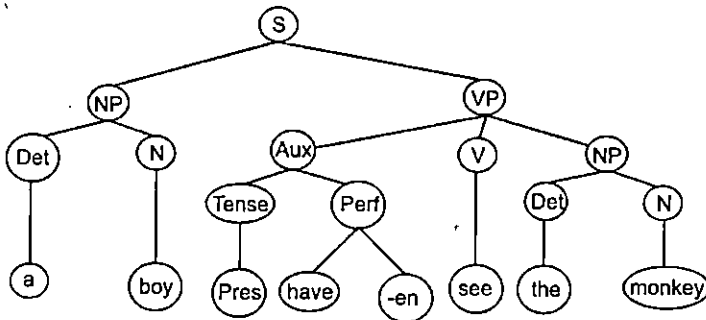 S
NP VP
Det N Aux V NP
Tense Perf Det N
a boy Pres have -en see the monkey